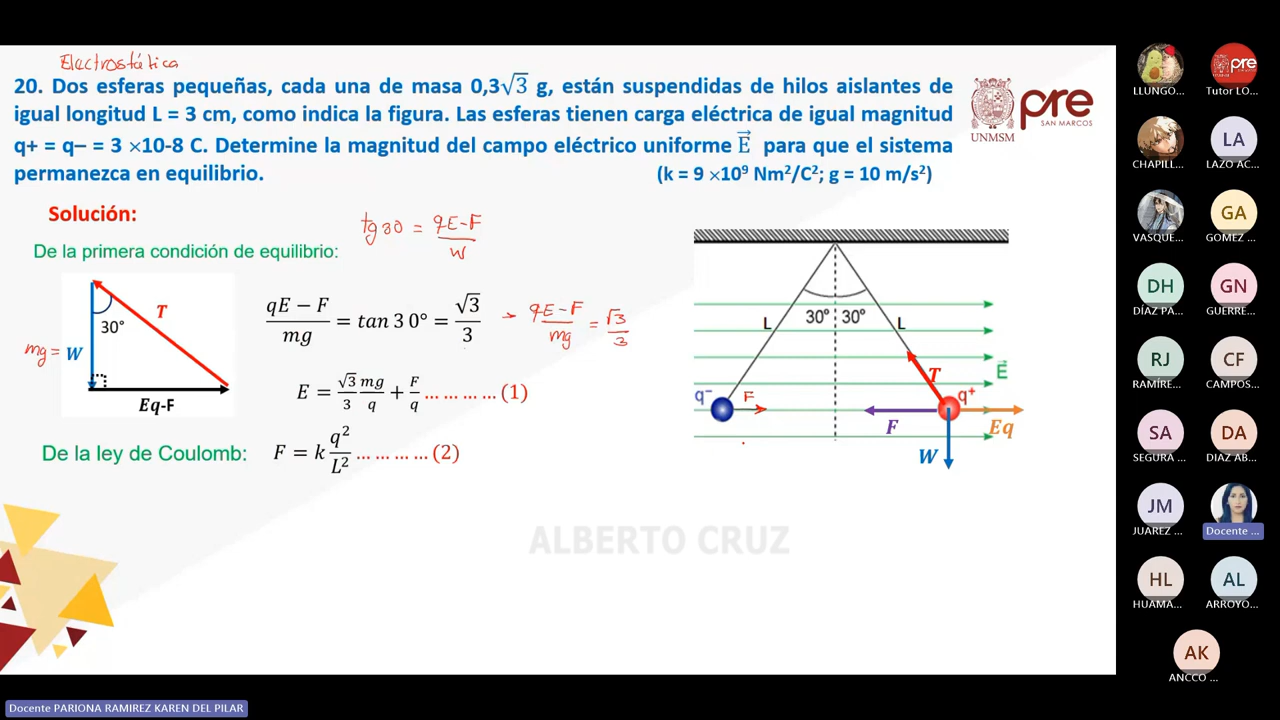 Electrostática
20. Dos esferas pequeñas, cada una de masa 0,3√3 g, están suspendidas de hilos aislantes de
igual longitud L = 3 cm, como indica la figura. Las esferas tienen carga eléctrica de igual magnitud
q+ = q– = 3 ×10-8 C. Determine la magnitud del campo eléctrico uniforme E⃗ para que el sistema
permanezca en equilibrio. (k = 9 ×10⁹ Nm²/C²; g = 10 m/s²)
UNMSM
pre
SAN MARCOS
Solución:
tg 30 = qE-F / W
De la primera condición de equilibrio:
T
30°
mg = W
Eq-F
qE − F / mg = tan 3 0° = √3 / 3
→ qE-F / mg = √3 / 3
E = √3/3 mg/q + F/q … … … … (1)
De la ley de Coulomb: F = k q²/L² … … … … (2)
30° 30°
L L
E⃗
T
q⁻ F q⁺
F Eq
W
ALBERTO CRUZ
LLUNGO... Tutor LO...
pre
CHAPILL... LA LAZO AC...
VASQUE... GA GOMEZ ...
DH DÍAZ PA... GN GUERRE...
RJ RAMÍRE... CF CAMPOS...
SA SEGURA ... DA DIAZ AB...
JM JUAREZ ... Docente ...
HL HUAMA... AL ARROYO...
AK ANCCO ...
Docente PARIONA RAMIREZ KAREN DEL PILAR